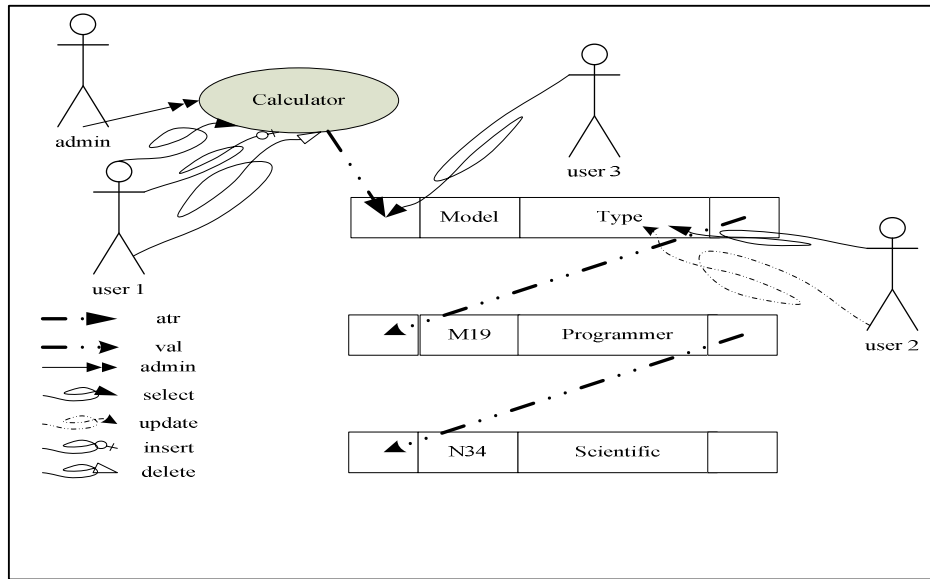 Calculator
admin
user 3
Model Type
user 1
user 2
M19 Programmer
N34 Scientific
atr
val
admin
select
update
insert
delete